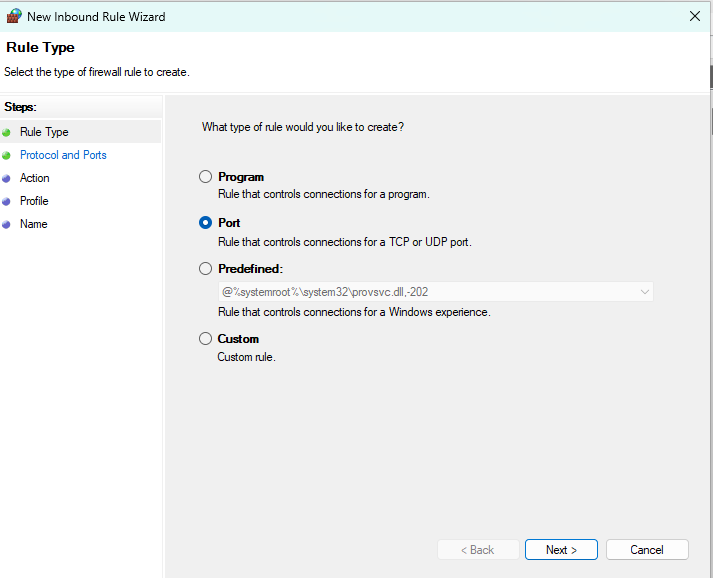 New Inbound Rule Wizard
Rule Type
Select the type of firewall rule to create.
Steps:
Rule Type
Protocol and Ports
Action
Profile
Name
What type of rule would you like to create?
Program
Rule that controls connections for a program.
Port
Rule that controls connections for a TCP or UDP port.
Predefined:
@%systemroot%\system32\provsvc.dll,-202
Rule that controls connections for a Windows experience.
Custom
Custom rule.
< Back
Next >
Cancel